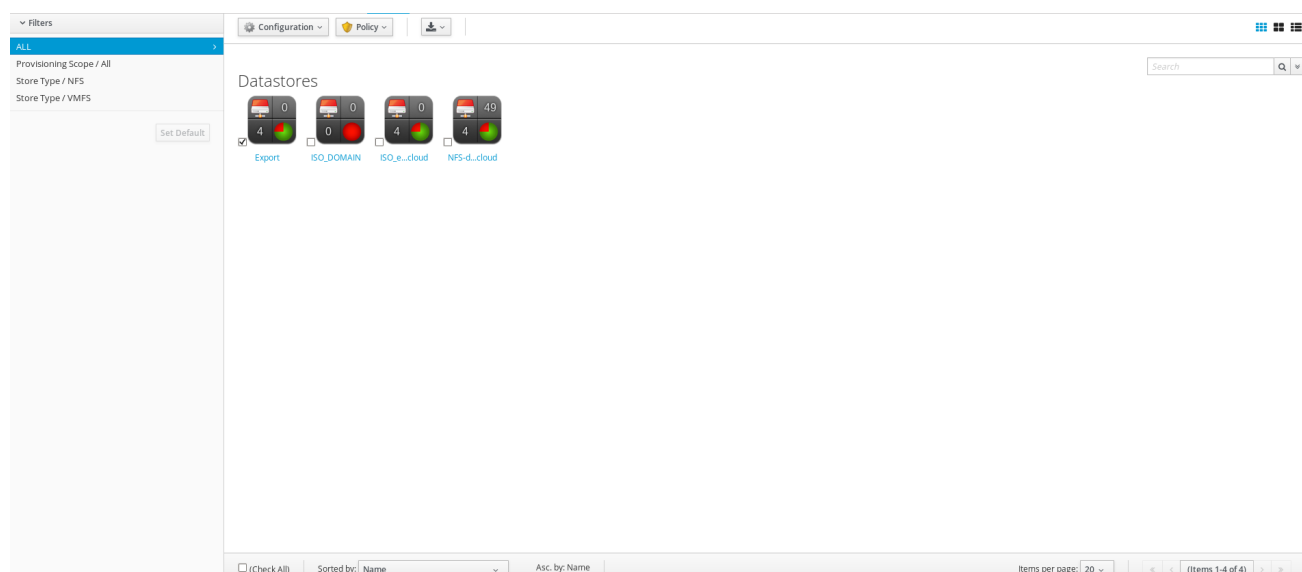 Filters
Configuration Policy
ALL
Provisioning Scope / All
Store Type / NFS
Store Type / VMFS
Set Default
Search
Datastores
0 0 0 49
4 0 4 4
Export ISO_DOMAIN ISO_e...cloud NFS-d...cloud
(Check All) Sorted by: Name Asc. by: Name Items per page: 20 (Items 1-4 of 4)